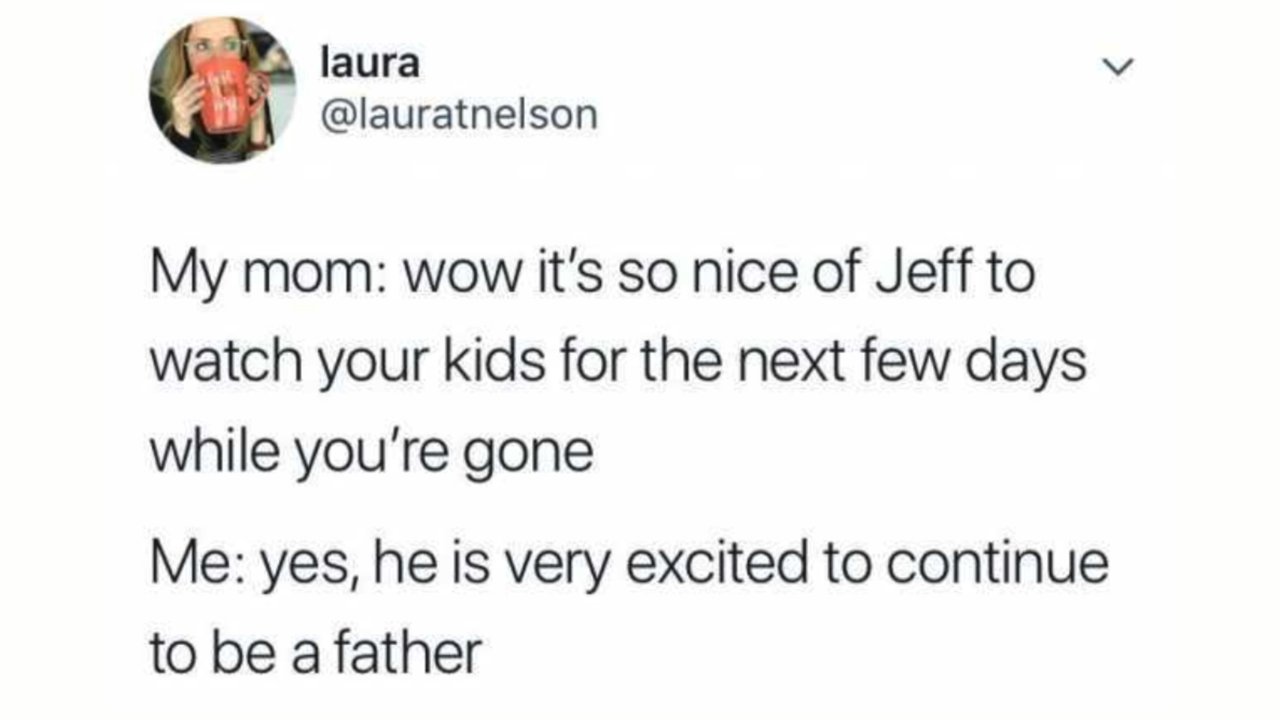 laura
@lauratnelson
My mom: wow it’s so nice of Jeff to
watch your kids for the next few days
while you’re gone
Me: yes, he is very excited to continue
to be a father